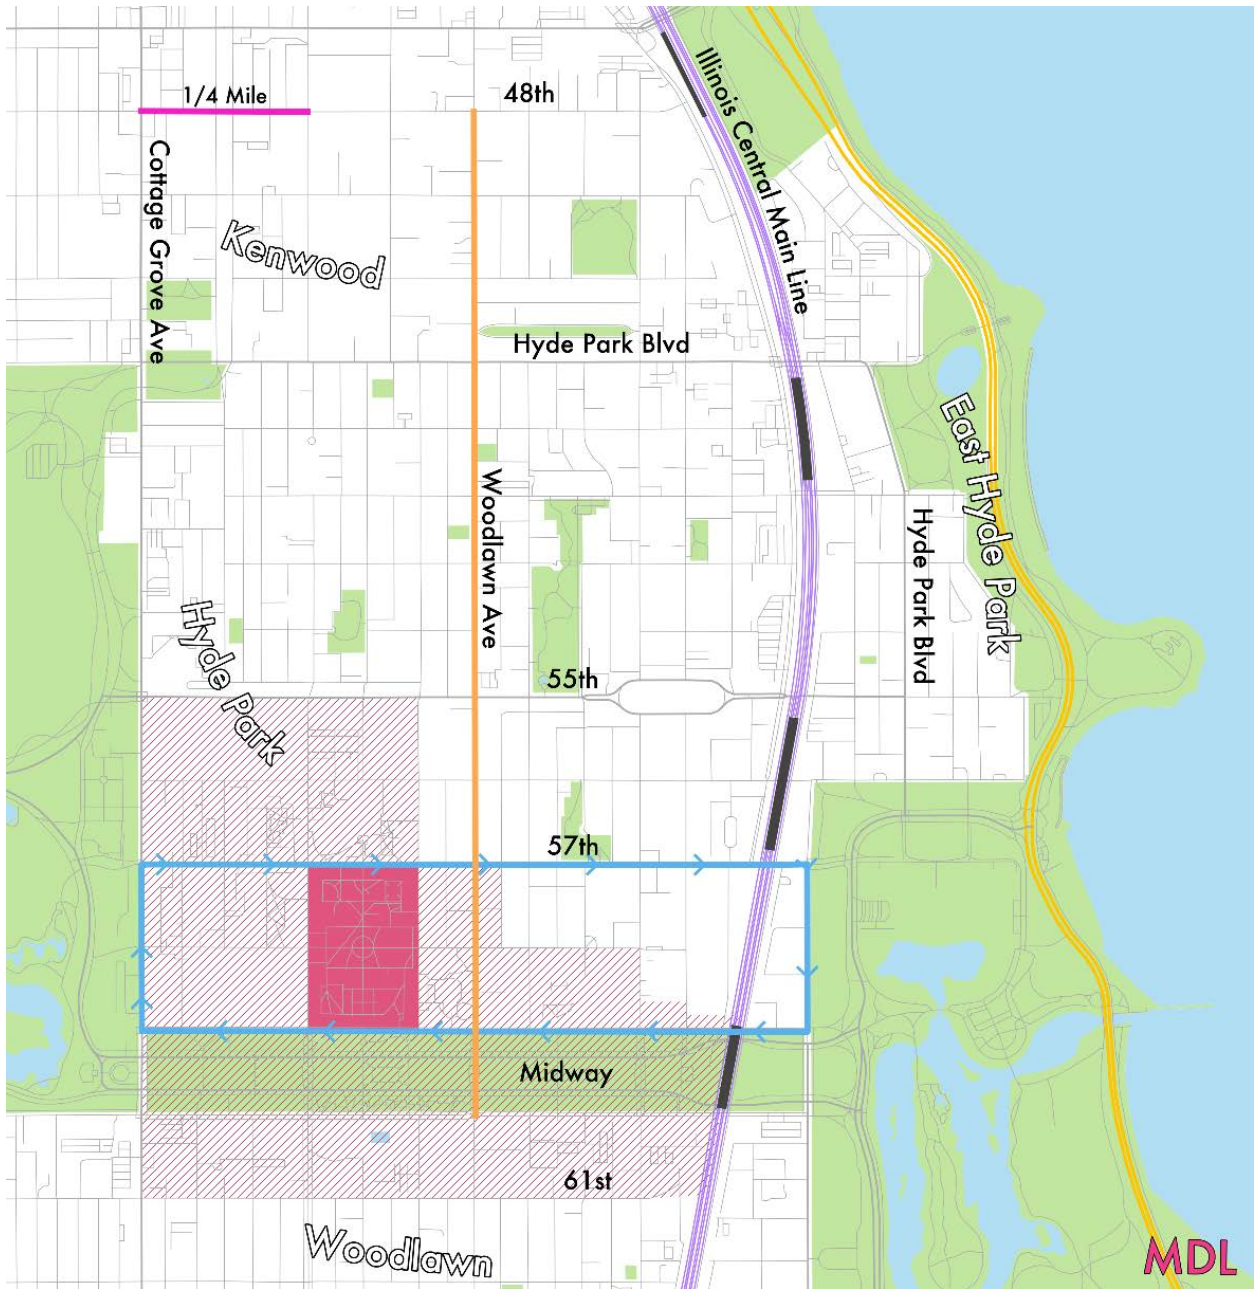 1/4 Mile
48th
Illinois Central Main Line
Cottage Grove Ave
Kenwood
Hyde Park Blvd
East Hyde Park
Woodlawn Ave
Hyde Park Blvd
Hyde Park
55th
57th
Midway
61st
Woodlawn
MDL